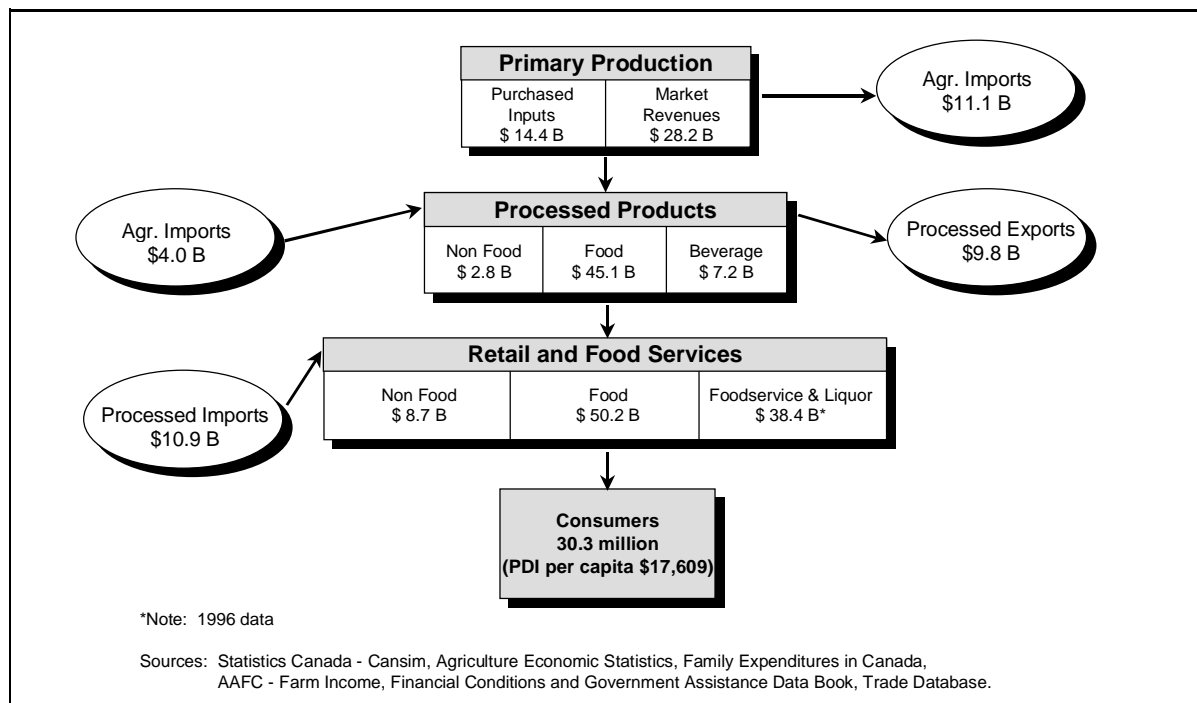 Primary Production
Purchased
Inputs
$ 14.4 B
Market
Revenues
$ 28.2 B
Agr. Imports
$11.1 B
Agr. Imports
$4.0 B
Processed Products
Non Food
$ 2.8 B
Food
$ 45.1 B
Beverage
$ 7.2 B
Processed Exports
$9.8 B
Retail and Food Services
Processed Imports
$10.9 B
Non Food
$ 8.7 B
Food
$ 50.2 B
Foodservice & Liquor
$ 38.4 B*
Consumers
30.3 million
(PDI per capita $17,609)
*Note: 1996 data
Sources: Statistics Canada - Cansim, Agriculture Economic Statistics, Family Expenditures in Canada,
AAFC - Farm Income, Financial Conditions and Government Assistance Data Book, Trade Database.